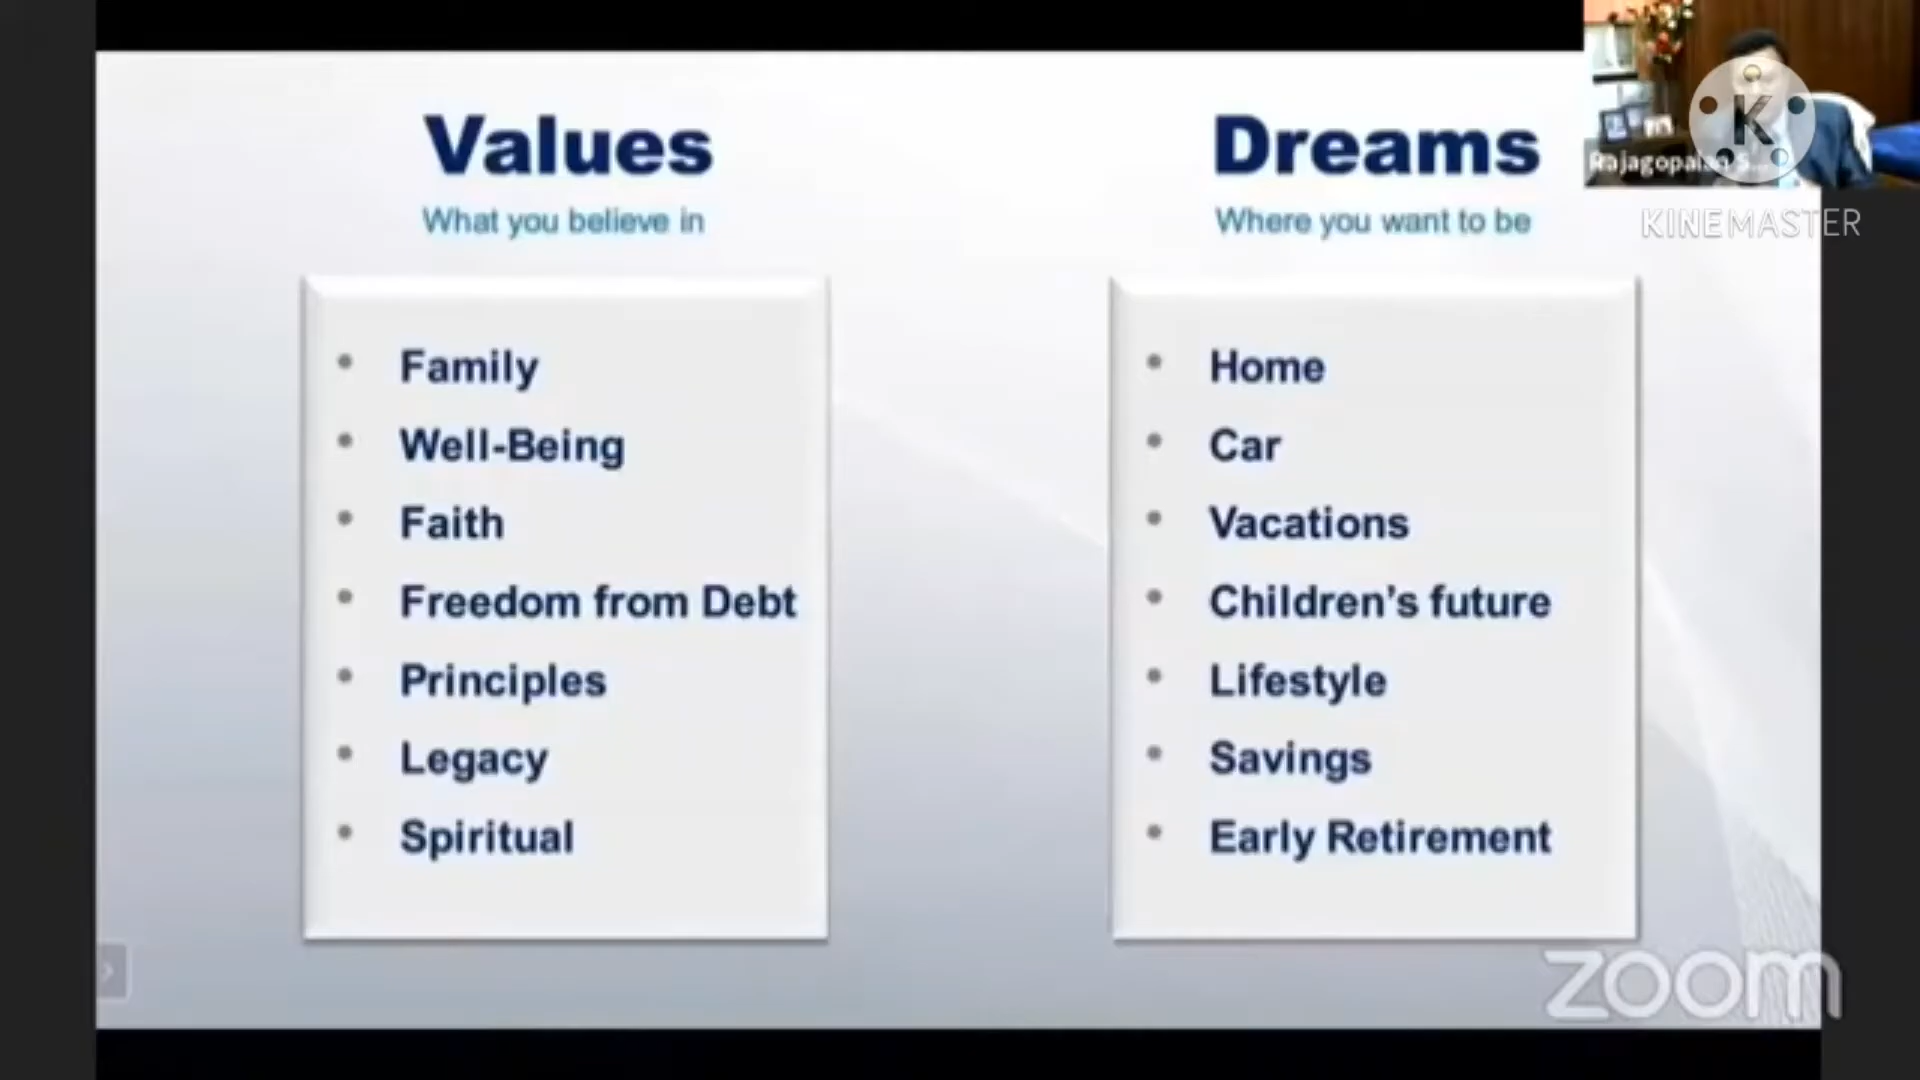 Values
What you believe in
• Family
• Well-Being
• Faith
• Freedom from Debt
• Principles
• Legacy
• Spiritual
Dreams
Where you want to be
• Home
• Car
• Vacations
• Children's future
• Lifestyle
• Savings
• Early Retirement
K
Rajagopalan S...
KINEMASTER
zoom